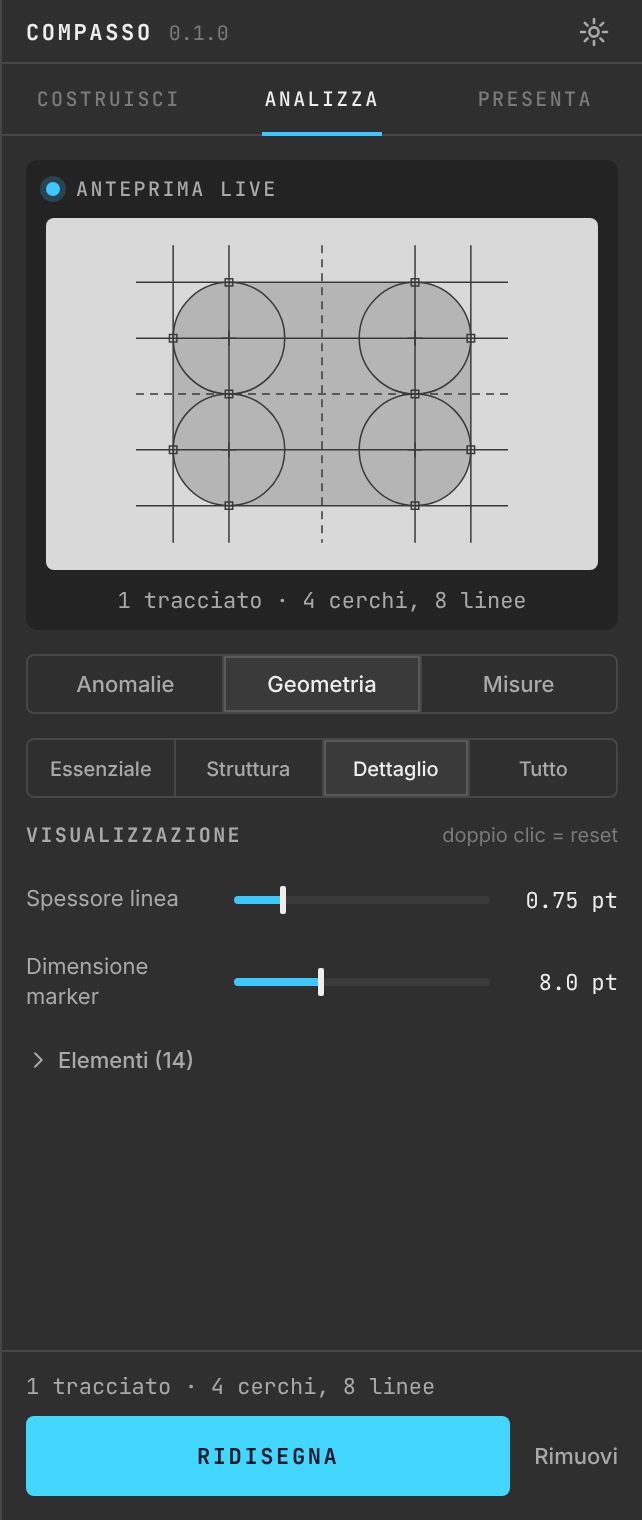 COMPASSO 0.1.0
COSTRUISCI ANALIZZA PRESENTA
ANTEPRIMA LIVE
1 tracciato · 4 cerchi, 8 linee
Anomalie Geometria Misure
Essenziale Struttura Dettaglio Tutto
VISUALIZZAZIONE doppio clic = reset
Spessore linea 0.75 pt
Dimensione
marker 8.0 pt
Elementi (14)
1 tracciato · 4 cerchi, 8 linee
RIDISEGNA Rimuovi